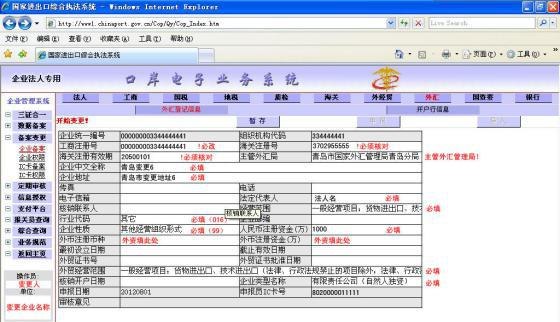 国家进出口综合执法系统 - Windows Internet Explorer
http://www1.chinaport.gov.cn/Cop/Qy/Cop_Index.htm
Live Search
文件(F) 编辑(E) 查看(V) 收藏夹(A) 工具(T) 帮助(H)
国家进出口综合执法系统
页面(P) 工具(O)
企业法人专用
口岸电子业务系统
企业管理系统
法人 工商 国税 地税 质检 海关 外经贸 外汇 国资委 银行
外汇登记信息 开户行信息
三证合一
数据备案
备案变更
企业备案
企业权限
IC卡备案
IC卡权限
定期审核
信息授权
支付平台
报关员查询
综合查询
业务规范
返回主页
操作员:
变更人
单位:
变更企业名称
开始变更! 暂存
企业统一编号 000000003344444441 组织机构代码 334444441
工商注册号 000000003344444441 !必改 海关注册号 3702955555 !必须核对
海关注册有效期 20500101 !必须核对 主管外汇局 青岛市国家外汇管理局青岛分局 主管外汇管理局!
企业中文全称 青岛变更6 必填
企业地址 青岛市变更地址6 必填
传真 电话
电子信箱 法定代表人 法人名 必填
核销联系人 经营范围 一般经营项目:货物进出口、技 必填
核销联系人
行业代码 其它 必填(016)
企业性质 其他经营组织形式 必填(99) 人民币注册资金(万) 1000 必填
外币注册币种 外资填此处 外币注册资金(万) 外资填此处
最初设立日期 截止有效日期
外贸证书号 外贸证书批准日期
外贸经营范围 一般经营项目:货物进出口、技术进出口(法律、行政法规禁止的项目除外,法律、行政 必填
核销开户日期 企业类型名称 有限责任公司(自然人独资) 必填
申报日期 20120801 申报员IC卡号 8020000011111
审核意见